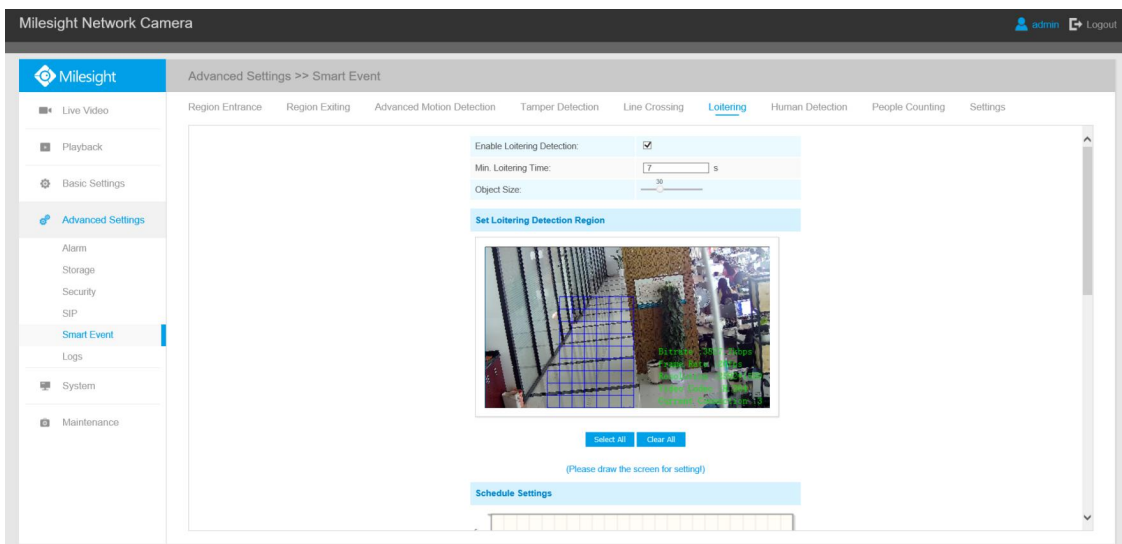 Milesight Network Camera
admin Logout
Milesight
Advanced Settings >> Smart Event
Live Video
Playback
Basic Settings
Advanced Settings
Alarm
Storage
Security
SIP
Smart Event
Logs
System
Maintenance
Region Entrance Region Exiting Advanced Motion Detection Tamper Detection Line Crossing Loitering Human Detection People Counting Settings
Enable Loitering Detection:
Min. Loitering Time: 7 s
30
Object Size:
Set Loitering Detection Region
Bitrate
Select All Clear All
(Please draw the screen for setting!)
Schedule Settings